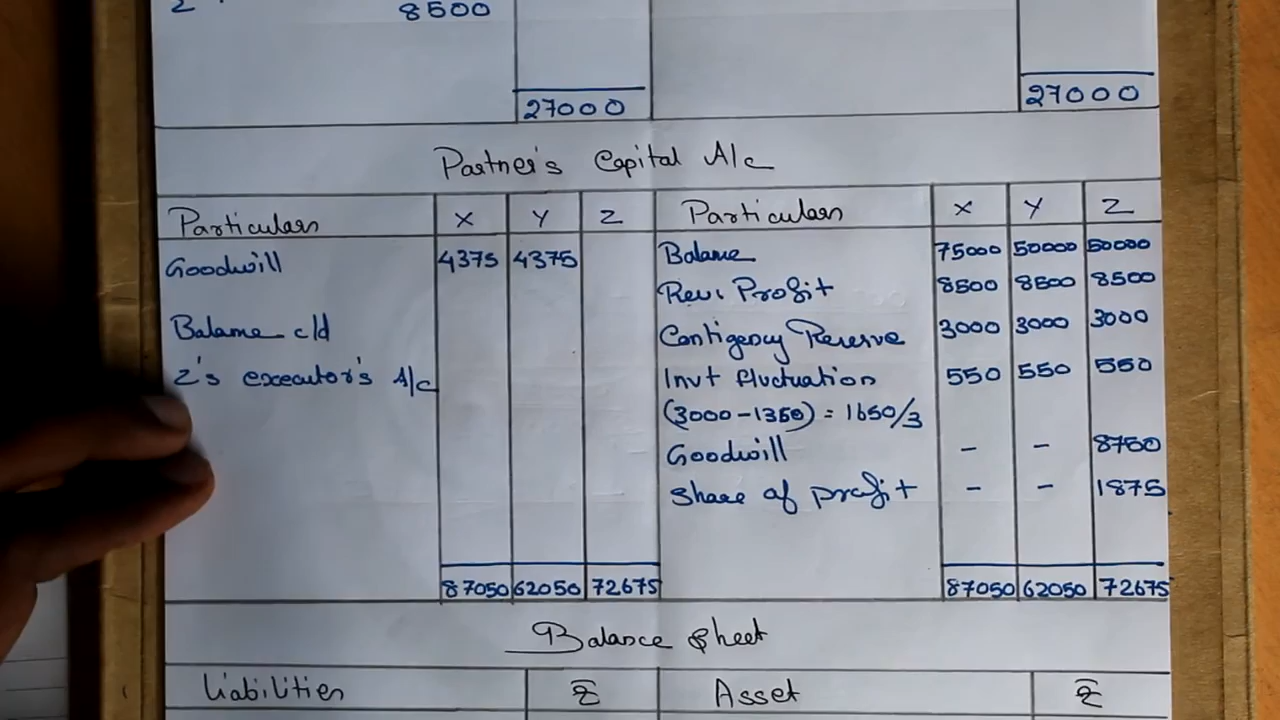 Z 8500
27000 27000
Partner's Capital A/c
Particulars X Y Z Particulars X Y Z
Goodwill 4375 4375 Balance 75000 50000 50000
Rev. Profit 8500 8500 8500
Balance c/d Contigency Reserve 3000 3000 3000
Z's executor's A/c Invt fluctuation 550 550 550
(3000-1350) = 1650/3
Goodwill - - 8750
Share of profit - - 1875
87050 62050 72675 87050 62050 72675
Balance Sheet
Liabilities ₹ Asset ₹